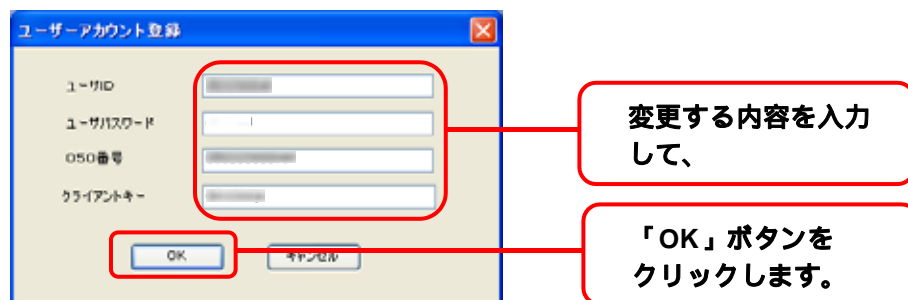 ユーザーアカウント登録
ユーザID
ユーザパスワード
050番号
クライアントキー
変更する内容を入力
して、
OK
キャンセル
「OK」ボタンを
クリックします。